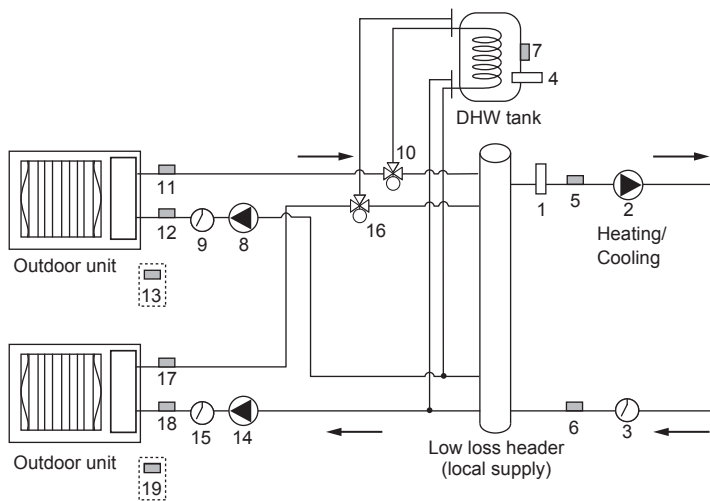 7
4
DHW tank
10
11
1
5
2
12
9
8
16
Heating/
Cooling
Outdoor unit
13
17
18
15
14
6
3
Low loss header
(local supply)
Outdoor unit
19